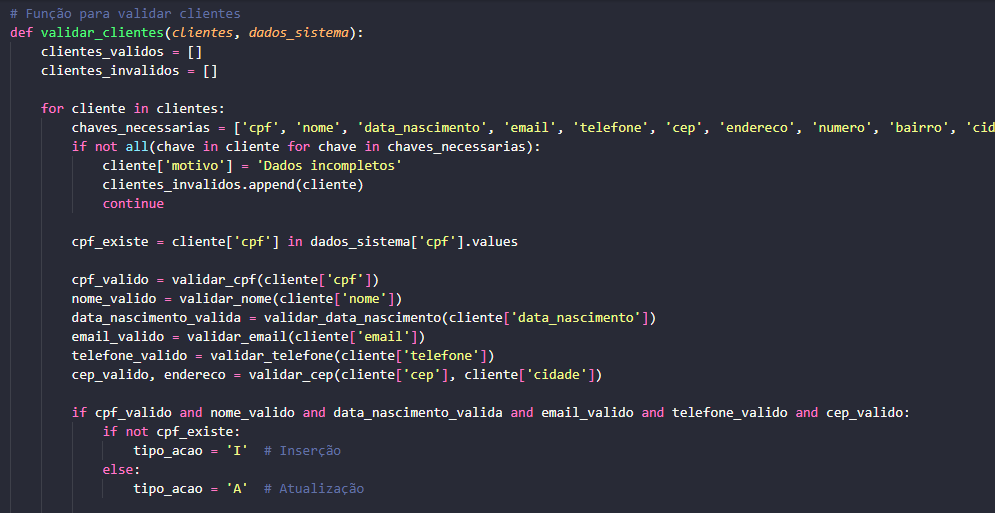 # Função para validar clientes
def validar_clientes(clientes, dados_sistema):
    clientes_validos = []
    clientes_invalidos = []
    for cliente in clientes:
        chaves_necessarias = ['cpf', 'nome', 'data_nascimento', 'email', 'telefone', 'cep', 'endereco', 'numero', 'bairro', 'cid
        if not all(chave in cliente for chave in chaves_necessarias):
            cliente['motivo'] = 'Dados incompletos'
            clientes_invalidos.append(cliente)
            continue
        cpf_existe = cliente['cpf'] in dados_sistema['cpf'].values
        cpf_valido = validar_cpf(cliente['cpf'])
        nome_valido = validar_nome(cliente['nome'])
        data_nascimento_valida = validar_data_nascimento(cliente['data_nascimento'])
        email_valido = validar_email(cliente['email'])
        telefone_valido = validar_telefone(cliente['telefone'])
        cep_valido, endereco = validar_cep(cliente['cep'], cliente['cidade'])
        if cpf_valido and nome_valido and data_nascimento_valida and email_valido and telefone_valido and cep_valido:
            if not cpf_existe:
                tipo_acao = 'I'  # Inserção
            else:
                tipo_acao = 'A'  # Atualização